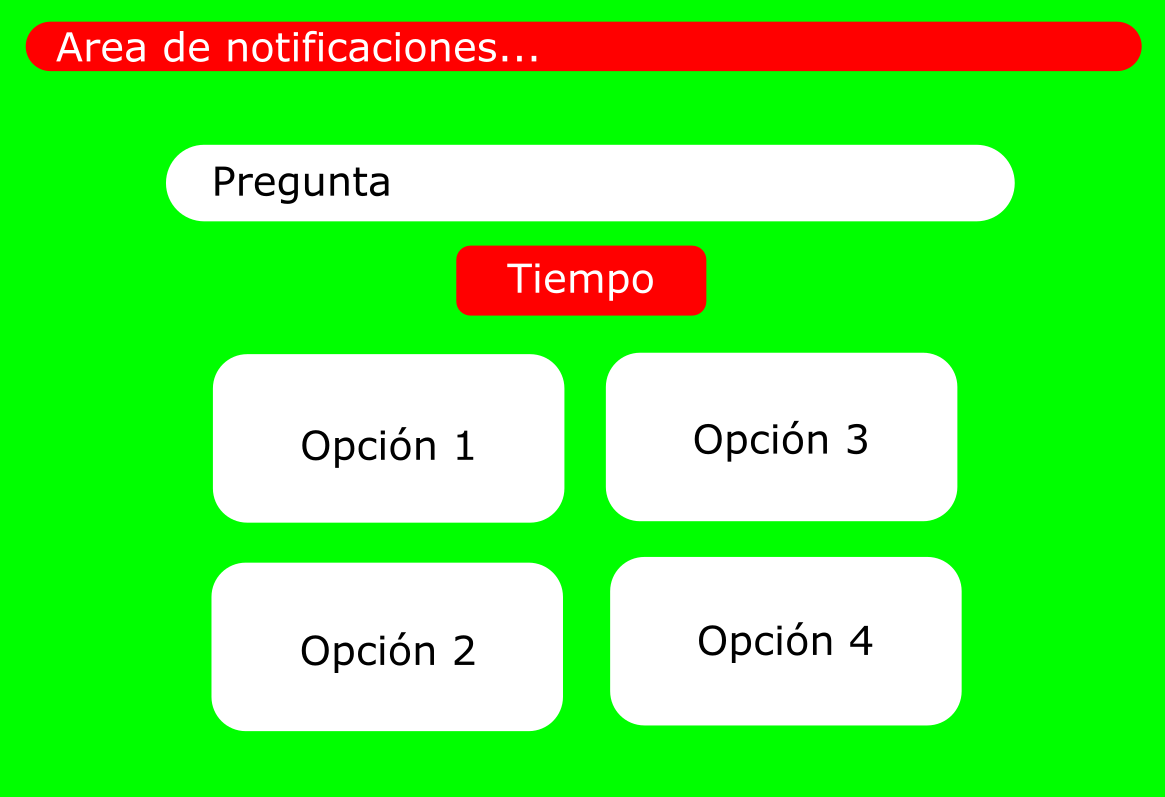 Area de notificaciones...
Pregunta
Tiempo
Opción 1
Opción 3
Opción 2
Opción 4